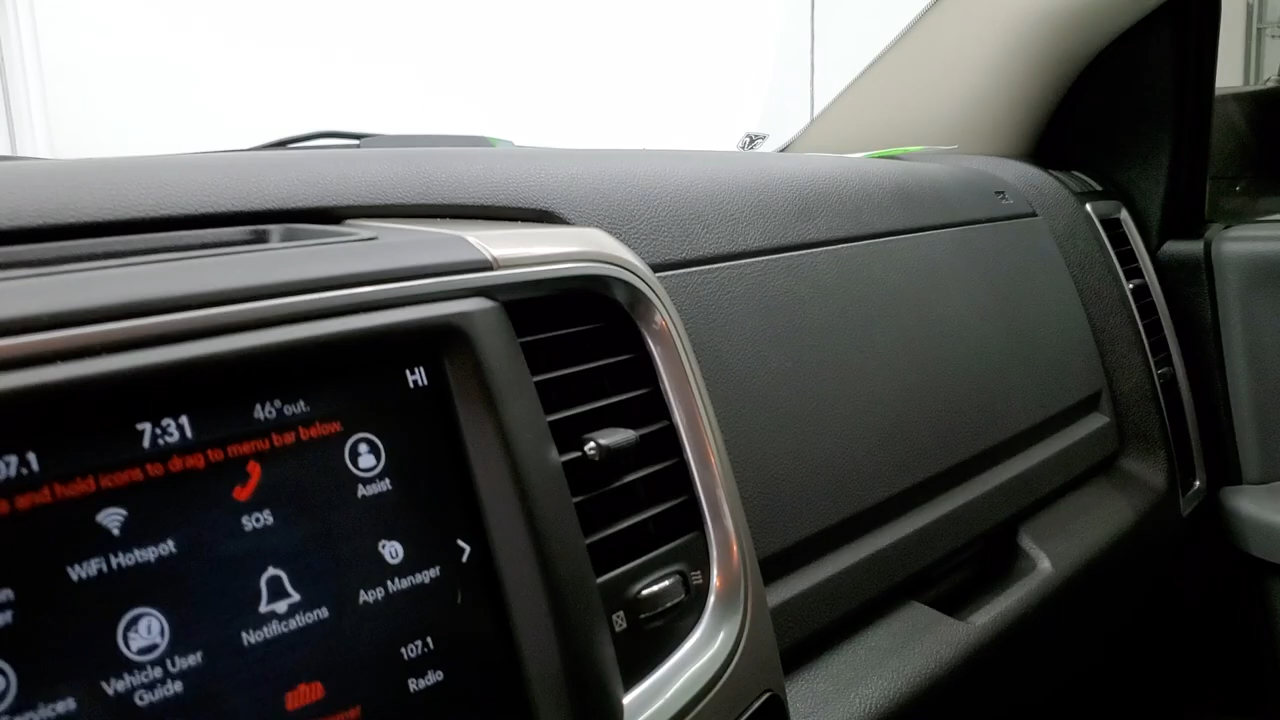 HI
7:31
46° out.
07.1
and hold icons to drag to menu bar below.
WiFi Hotspot
SOS
Assist
App Manager
Notifications
Vehicle User
Guide
107.1
Radio